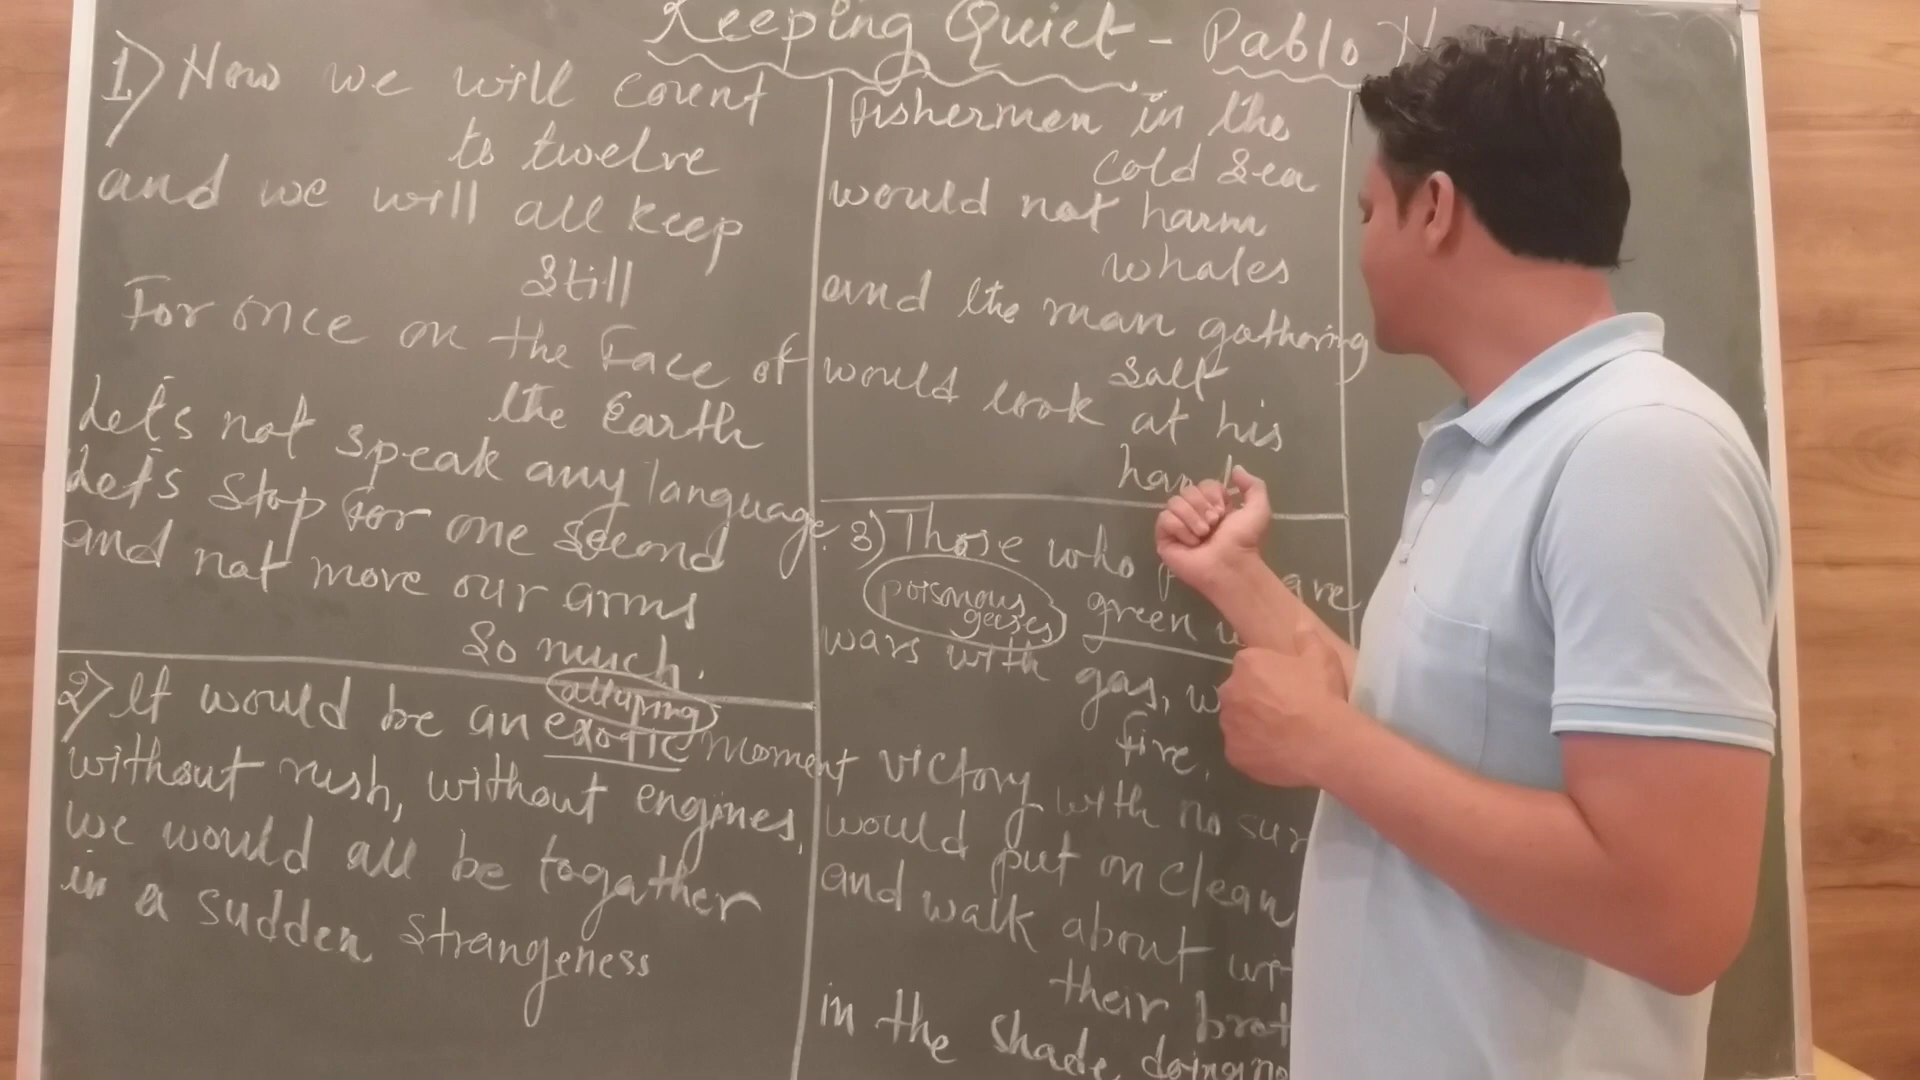 Keeping Quiet - Pablo
1) Now we will count
to twelve
and we will all keep
Still
For once on the Face of
the Earth
Let's not speak any language.
Let's Stop For one Second
and not move our arms
So much.
2) It would be an exotic moment
alluring
without rush, without engines,
we would all be togather
in a sudden strangeness
Fishermen in the
cold Sea
would not harm
whales
and the man gathering
salt
would look at his
3) Those who
poisonous
green
wars with gas,
fire.
victory with no
would put on clean
and walk about
their
in the shade, doing